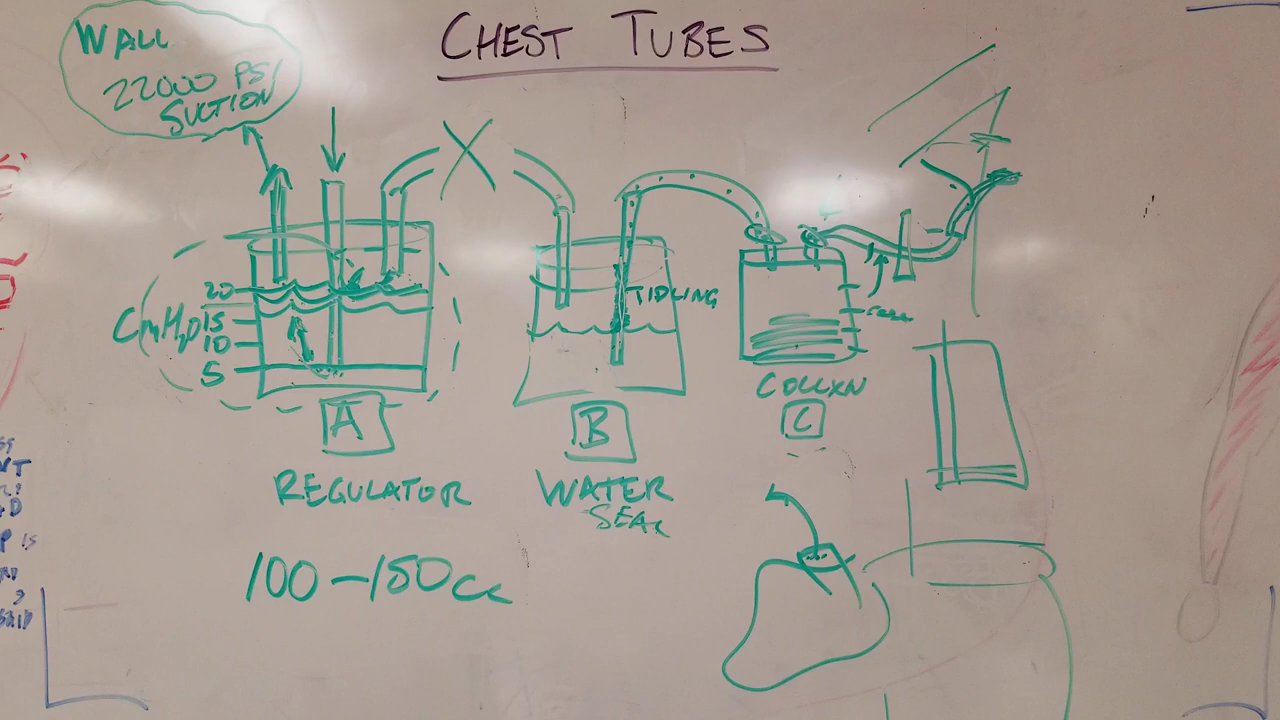 CHEST TUBES
WALL
22000 PSI
SUCTION
20
CmH2O
15
10
5
TIDLING
A
B
COLLXN
C
REGULATOR
WATER
SEAL
100-150cc